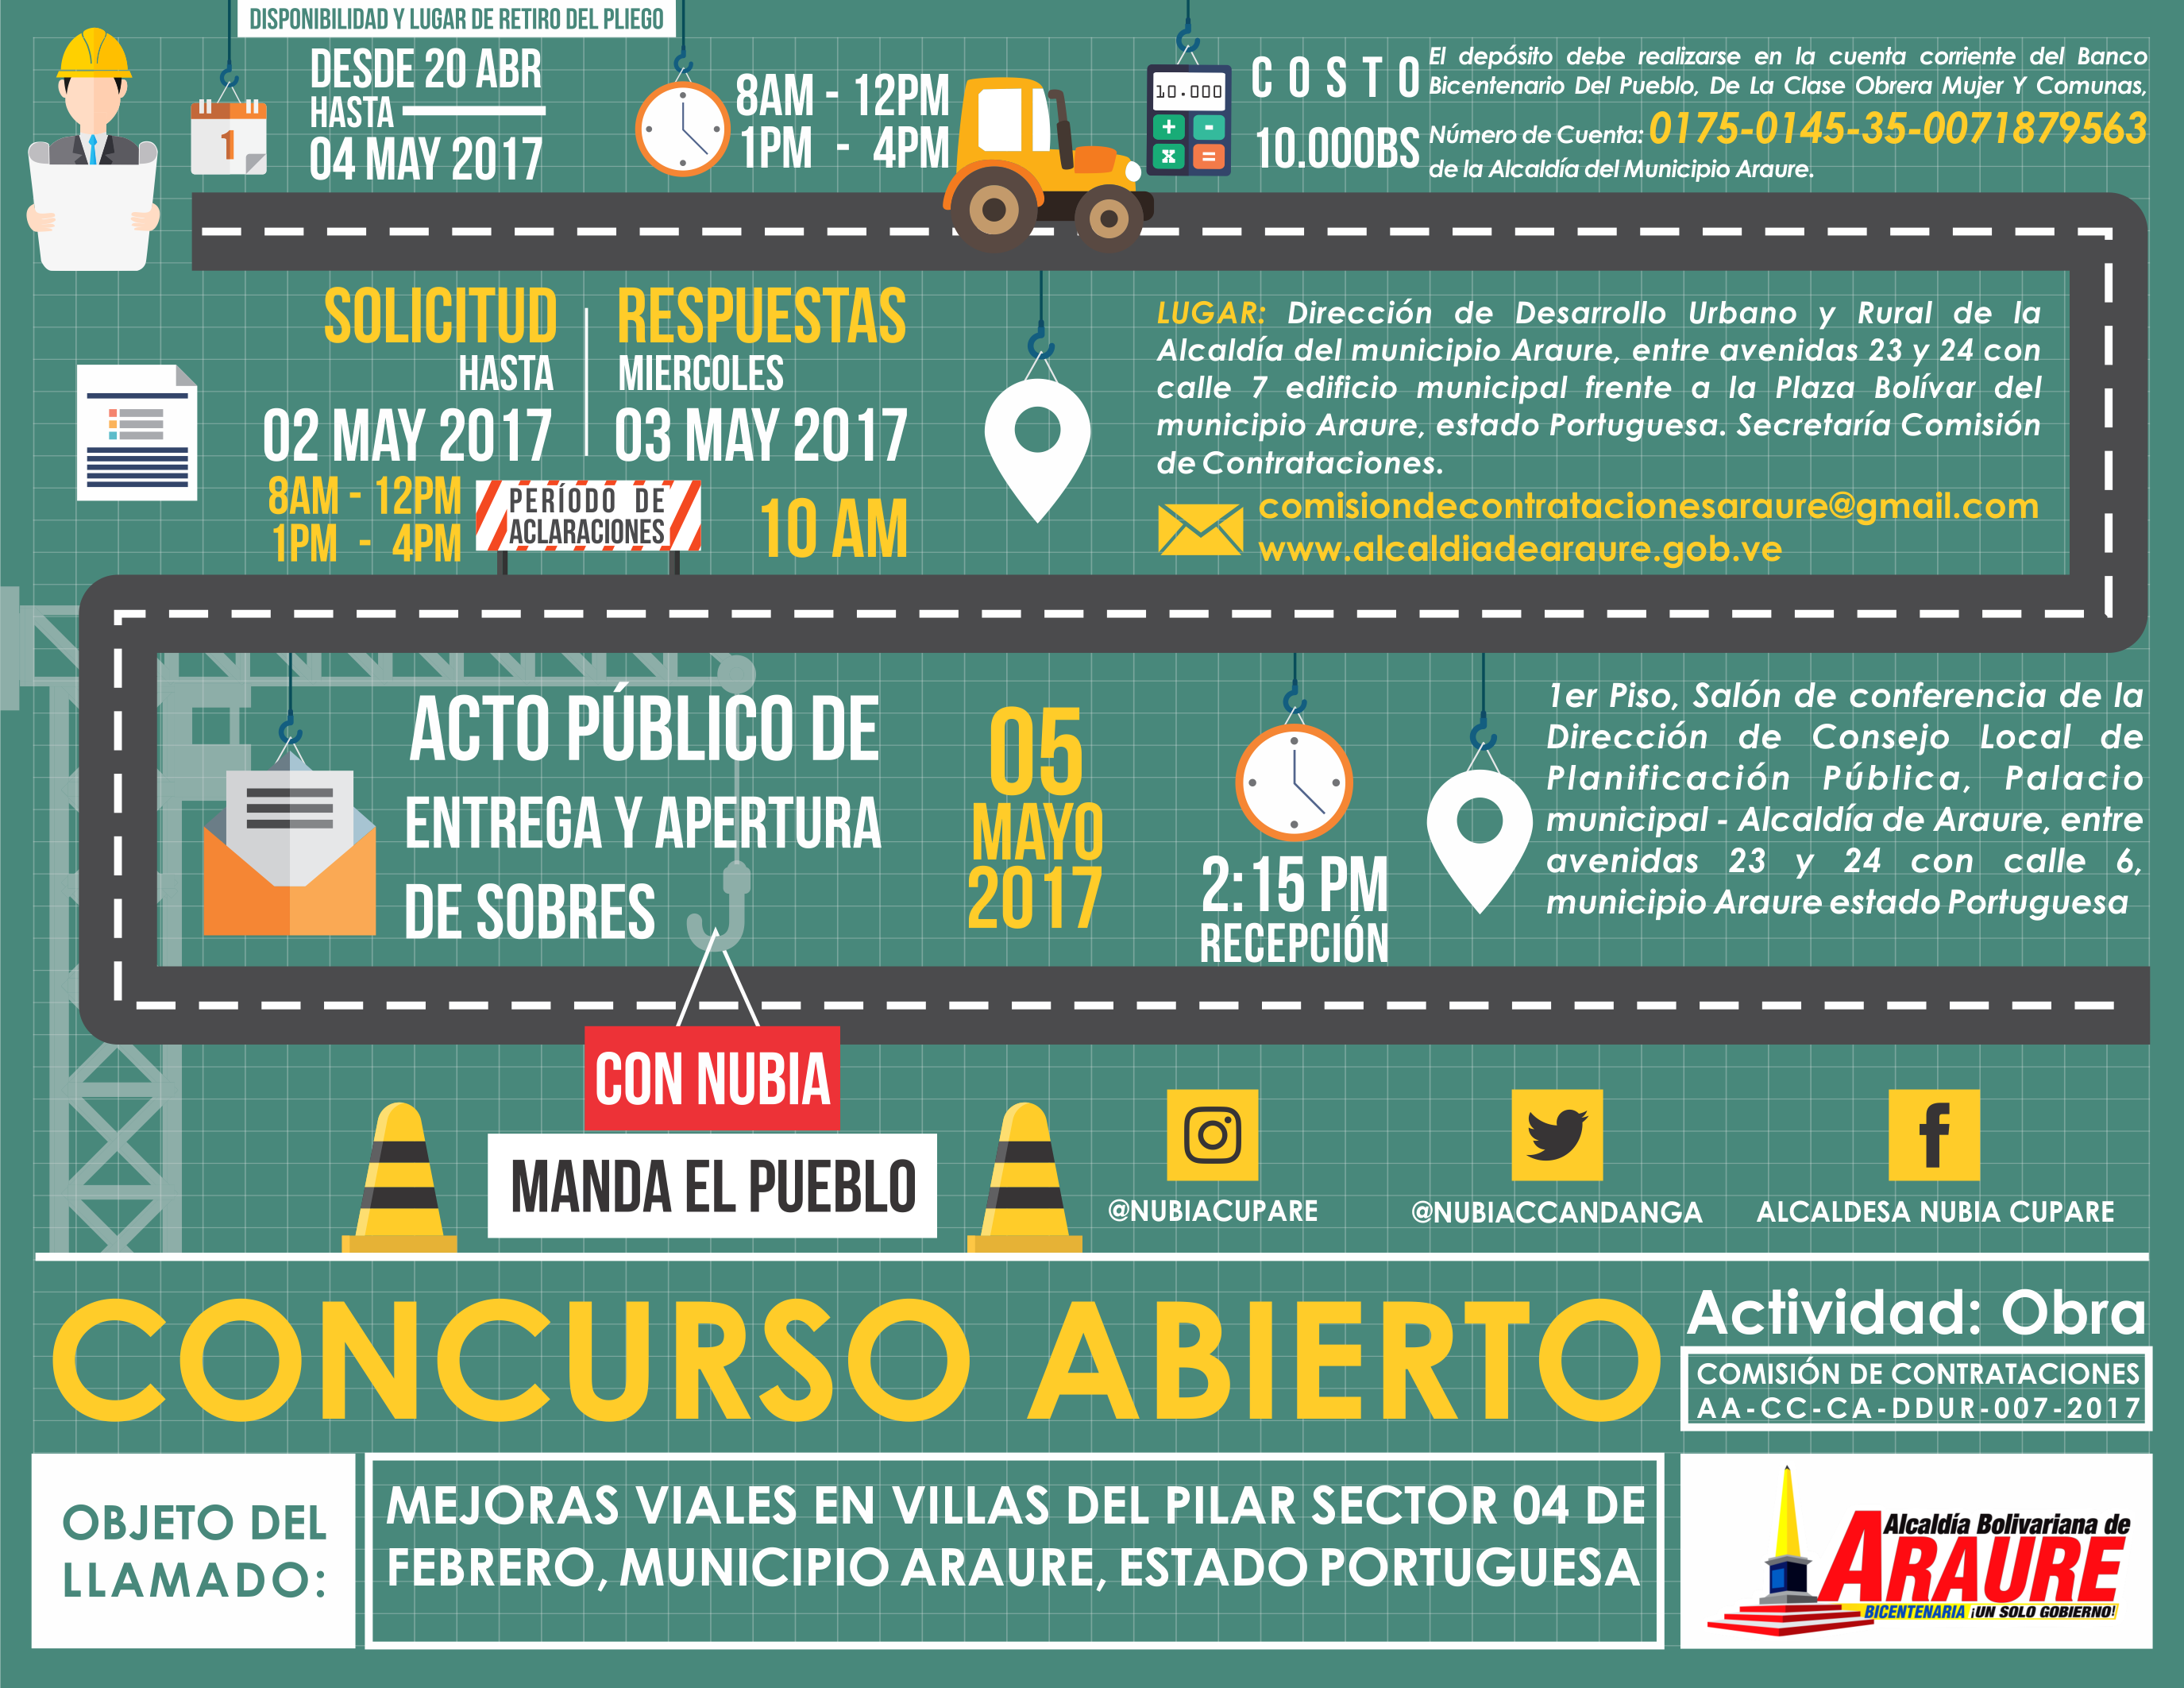 DISPONIBILIDAD Y LUGAR DE RETIRO DEL PLIEGO
1
DESDE 20 ABR
HASTA
04 MAY 2017
8AM - 12PM
1PM - 4PM
10.000
+ -
x =
COSTO
10.000BS
El depósito debe realizarse en la cuenta corriente del Banco
Bicentenario Del Pueblo, De La Clase Obrera Mujer Y Comunas,
Número de Cuenta: 0175-0145-35-0071879563
de la Alcaldía del Municipio Araure.
SOLICITUD
HASTA
02 MAY 2017
8AM - 12PM
1PM - 4PM
RESPUESTAS
MIERCOLES
03 MAY 2017
10 AM
PERÍODO DE
ACLARACIONES
LUGAR: Dirección de Desarrollo Urbano y Rural de la
Alcaldía del municipio Araure, entre avenidas 23 y 24 con
calle 7 edificio municipal frente a la Plaza Bolívar del
municipio Araure, estado Portuguesa. Secretaría Comisión
de Contrataciones.
comisiondecontratacionesaraure@gmail.com
www.alcaldiadearaure.gob.ve
ACTO PÚBLICO DE
ENTREGA Y APERTURA
DE SOBRES
05
MAYO
2017
2:15 PM
RECEPCIÓN
1er Piso, Salón de conferencia de la
Dirección de Consejo Local de
Planificación Pública, Palacio
municipal - Alcaldía de Araure, entre
avenidas 23 y 24 con calle 6,
municipio Araure estado Portuguesa
CON NUBIA
MANDA EL PUEBLO
@NUBIACUPARE
@NUBIACCANDANGA
ALCALDESA NUBIA CUPARE
CONCURSO ABIERTO
Actividad: Obra
COMISIÓN DE CONTRATACIONES
AA-CC-CA-DDUR-007-2017
OBJETO DEL
LLAMADO:
MEJORAS VIALES EN VILLAS DEL PILAR SECTOR 04 DE
FEBRERO, MUNICIPIO ARAURE, ESTADO PORTUGUESA
Alcaldía Bolivariana de
ARAURE
BICENTENARIA ¡UN SOLO GOBIERNO!